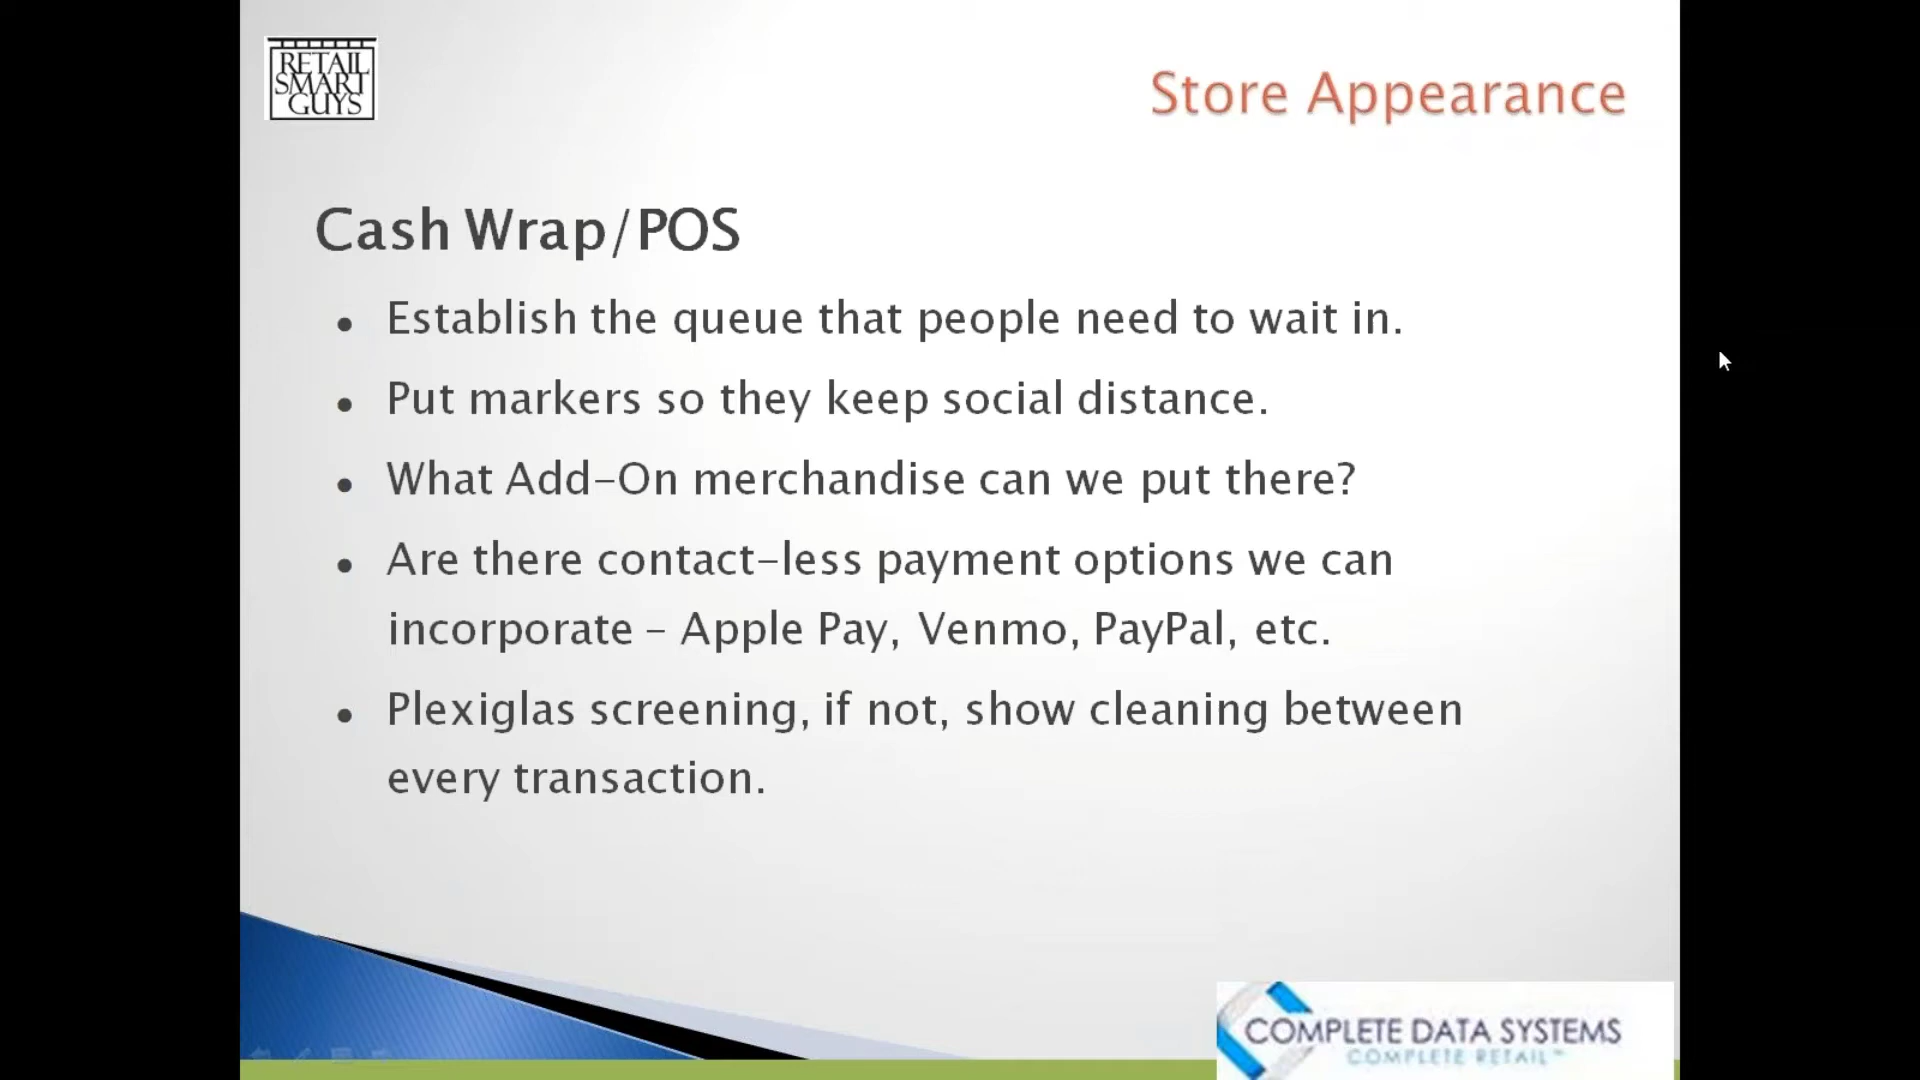 RETAIL
SMART
GUYS
Store Appearance
Cash Wrap/POS
• Establish the queue that people need to wait in.
• Put markers so they keep social distance.
• What Add-On merchandise can we put there?
• Are there contact-less payment options we can
incorporate - Apple Pay, Venmo, PayPal, etc.
• Plexiglas screening, if not, show cleaning between
every transaction.
COMPLETE DATA SYSTEMS
COMPLETE RETAIL™